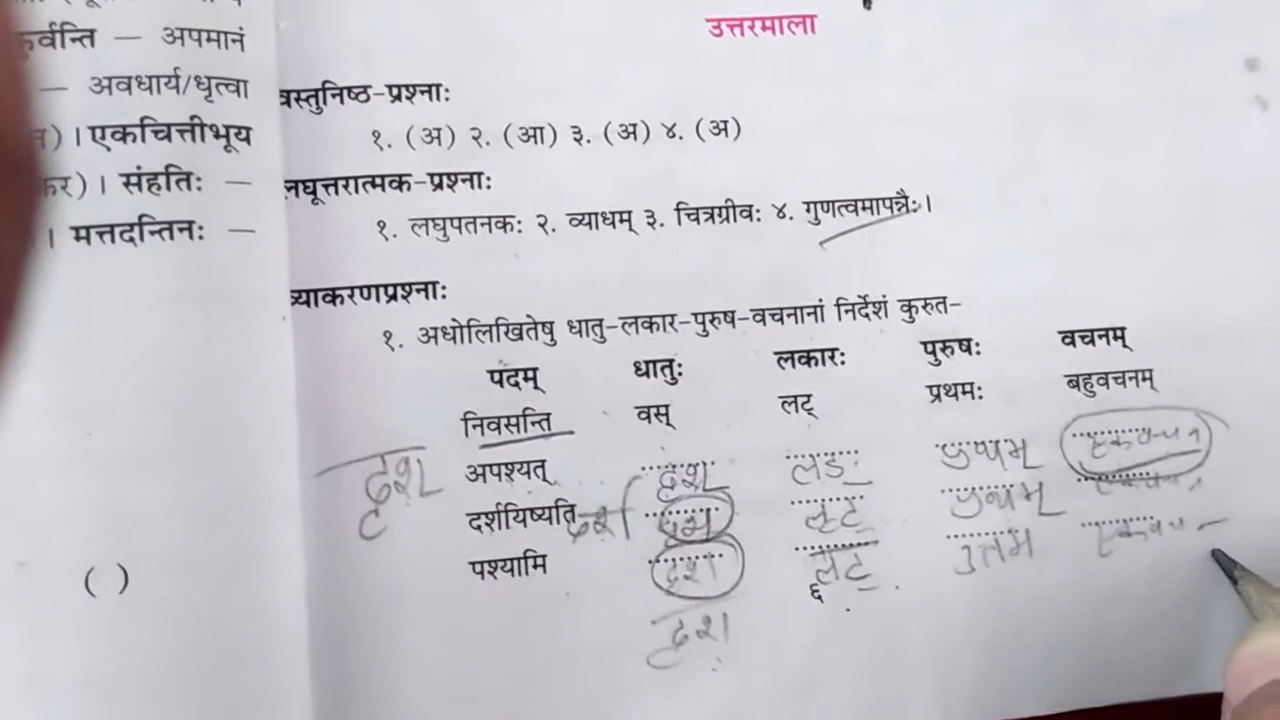 उत्तरमाला
कुर्वन्ति — अपमानं
— अवधार्य/धृत्वा
। एकचित्तीभूय
। संहतिः —
। मत्तदन्तिनः —
( )
वस्तुनिष्ठ-प्रश्नाः
१. (अ) २. (आ) ३. (अ) ४. (अ)
लघूत्तरात्मक-प्रश्नाः
१. लघुपतनकः २. व्याधम् ३. चित्रग्रीवः ४. गुणत्वमापन्नैः।
व्याकरणप्रश्नाः
१. अधोलिखितेषु धातु-लकार-पुरुष-वचनानां निर्देशं कुरुत-
पदम् धातुः लकारः पुरुषः वचनम्
निवसन्ति वस् लट् प्रथमः बहुवचनम्
दृश अपश्यत् दृश् लङ् प्रथम एकवचन
दर्शयिष्यति दर्श दृश लृट् प्रथम् एकवचन
पश्यामि दृश लट् उत्तम एकवच
दृश